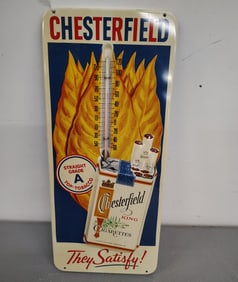 CHESTERFIELD
STRAIGHT
GRADE
A
TOP-TOBACCO
Chesterfield
KING
CIGARETTES
They Satisfy!